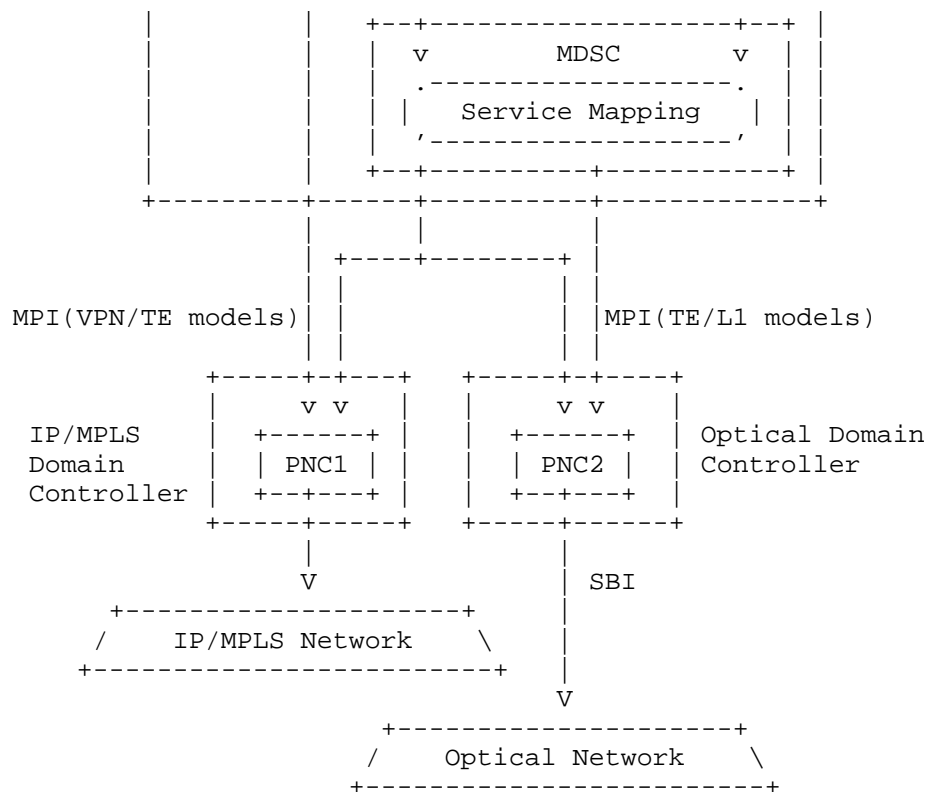 v MDSC v
Service Mapping
MPI(VPN/TE models) MPI(TE/L1 models)
v v v v
IP/MPLS Optical Domain
Domain PNC1 PNC2 Controller
Controller
V SBI
IP/MPLS Network
V
Optical Network